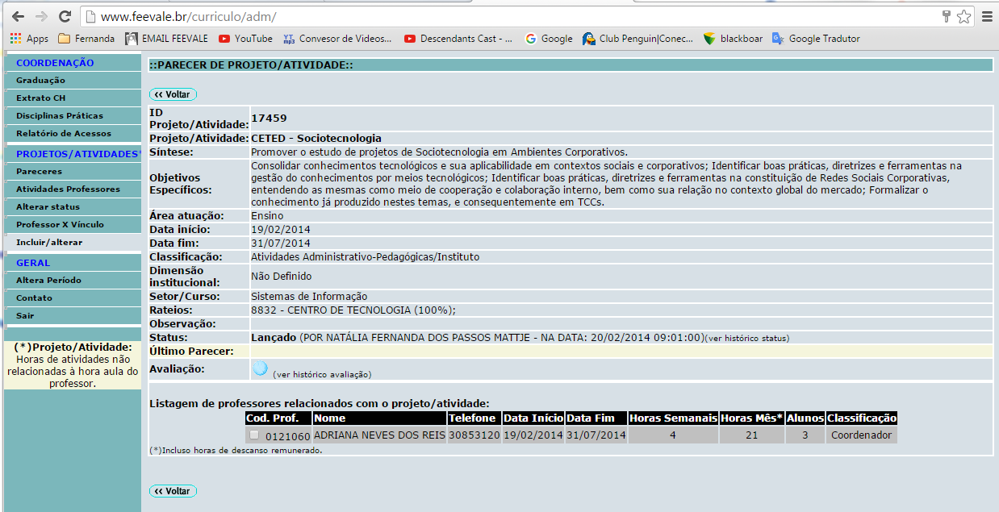 www.feevale.br/curriculo/adm/
Apps Fernanda EMAIL FEEVALE YouTube YT mp3 Convesor de Videos... Descendants Cast - ... Google Club Penguin|Conec... blackboar Google Tradutor
COORDENAÇÃO
Graduação
Extrato CH
Disciplinas Práticas
Relatório de Acessos
PROJETOS/ATIVIDADES*
Pareceres
Atividades Professores
Alterar status
Professor X Vínculo
Incluir/alterar
GERAL
Altera Período
Contato
Sair
(*)Projeto/Atividade:
Horas de atividades não
relacionadas à hora aula do
professor.
::PARECER DE PROJETO/ATIVIDADE::
<< Voltar
ID
Projeto/Atividade: 17459
Projeto/Atividade: CETED - Sociotecnologia
Síntese: Promover o estudo de projetos de Sociotecnologia em Ambientes Corporativos.
Objetivos
Específicos:
Consolidar conhecimentos tecnológicos e sua aplicabilidade em contextos sociais e corporativos; Identificar boas práticas, diretrizes e ferramentas na
gestão do conhecimentos por meios tecnológicos; Identificar boas práticas, diretrizes e ferramentas na constituição de Redes Sociais Corporativas,
entendendo as mesmas como meio de cooperação e colaboração interno, bem como sua relação no contexto global do mercado; Formalizar o
conhecimento já produzido nestes temas, e consequentemente em TCCs.
Área atuação: Ensino
Data início: 19/02/2014
Data fim: 31/07/2014
Classificação: Atividades Administrativo-Pedagógicas/Instituto
Dimensão
institucional: Não Definido
Setor/Curso: Sistemas de Informação
Rateios: 8832 - CENTRO DE TECNOLOGIA (100%);
Observação:
Status: Lançado (POR NATÁLIA FERNANDA DOS PASSOS MATTJE - NA DATA: 20/02/2014 09:01:00)(ver histórico status)
Último Parecer:
Avaliação: (ver histórico avaliação)
Listagem de professores relacionados com o projeto/atividade:
Cod. Prof. Nome Telefone Data Início Data Fim Horas Semanais Horas Mês* Alunos Classificação
0121060 ADRIANA NEVES DOS REIS 30853120 19/02/2014 31/07/2014 4 21 3 Coordenador
(*)Incluso horas de descanso remunerado.
<< Voltar